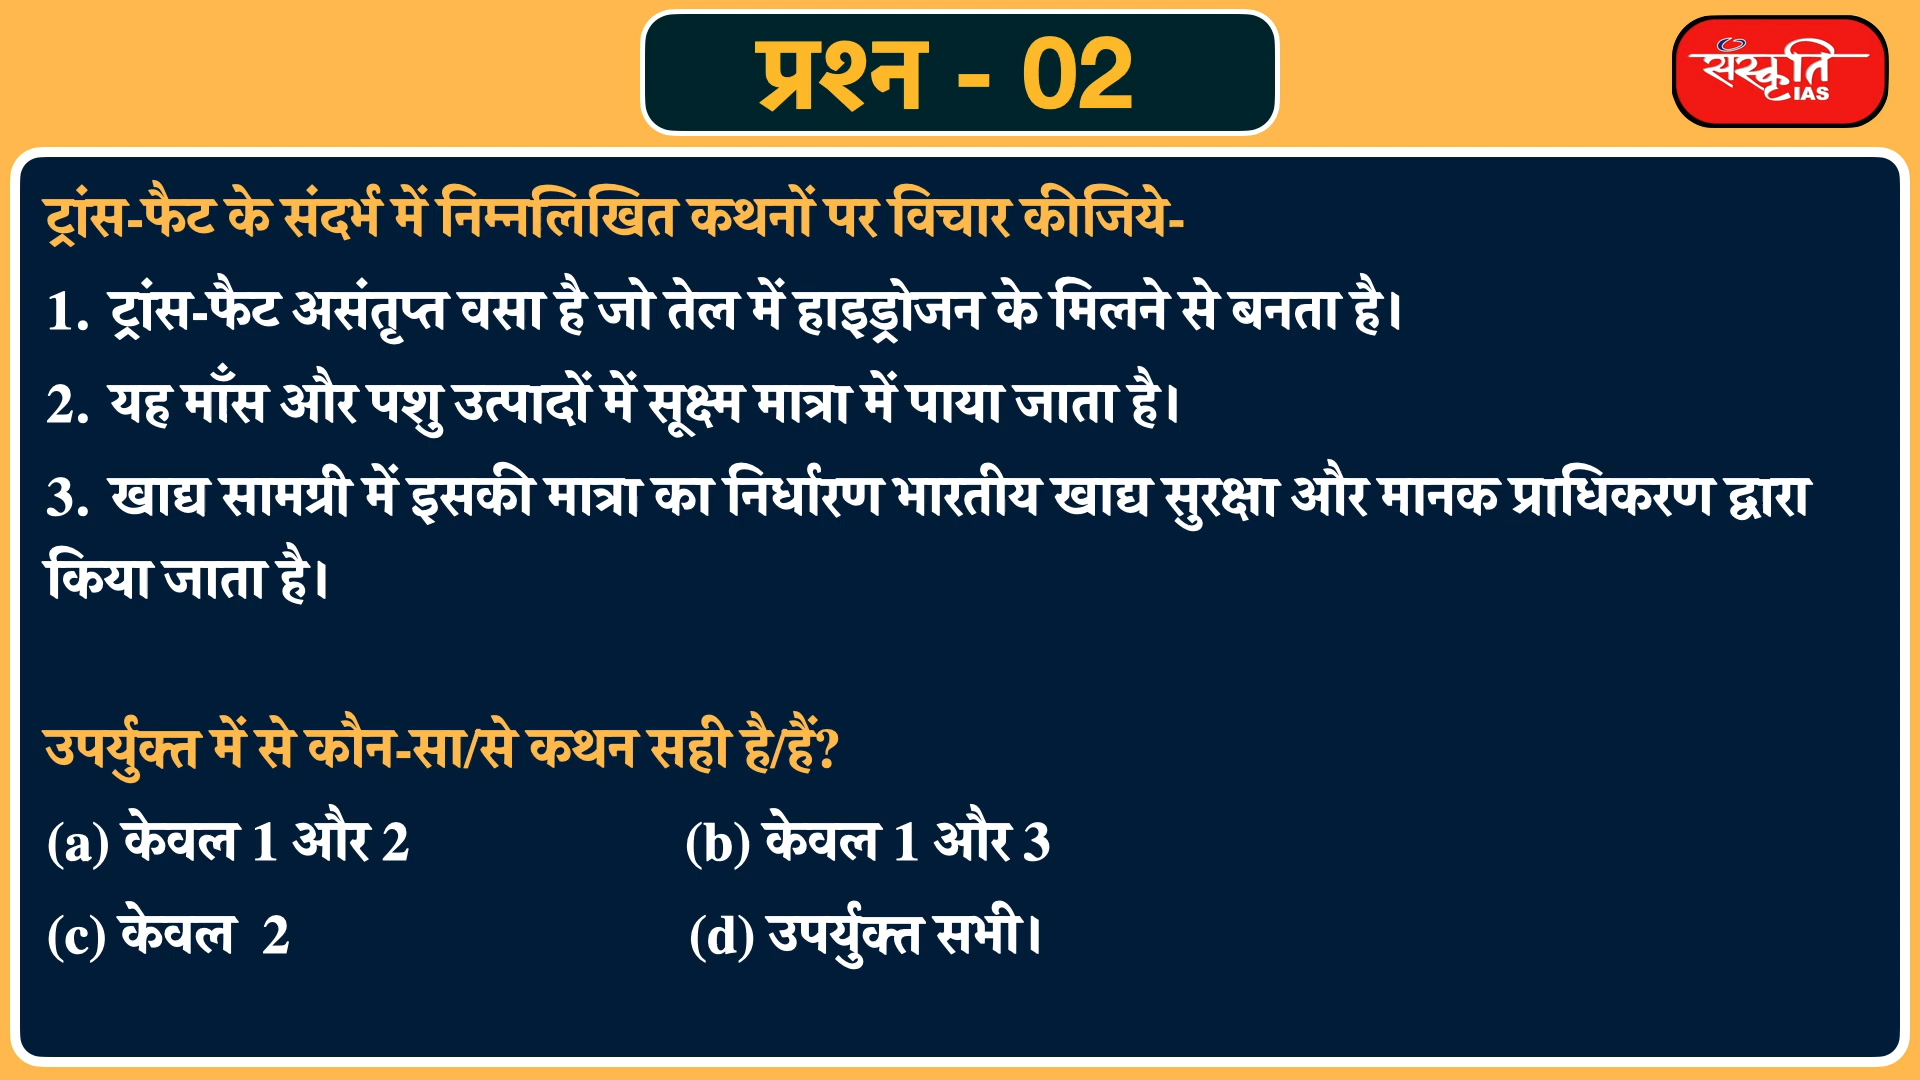 प्रश्न - 02
संस्कृति
IAS
ट्रांस-फैट के संदर्भ में निम्नलिखित कथनों पर विचार कीजिये-
1. ट्रांस-फैट असंतृप्त वसा है जो तेल में हाइड्रोजन के मिलने से बनता है।
2. यह माँस और पशु उत्पादों में सूक्ष्म मात्रा में पाया जाता है।
3. खाद्य सामग्री में इसकी मात्रा का निर्धारण भारतीय खाद्य सुरक्षा और मानक प्राधिकरण द्वारा
किया जाता है।
उपर्युक्त में से कौन-सा/से कथन सही है/हैं?
(a) केवल 1 और 2 (b) केवल 1 और 3
(c) केवल 2 (d) उपर्युक्त सभी।